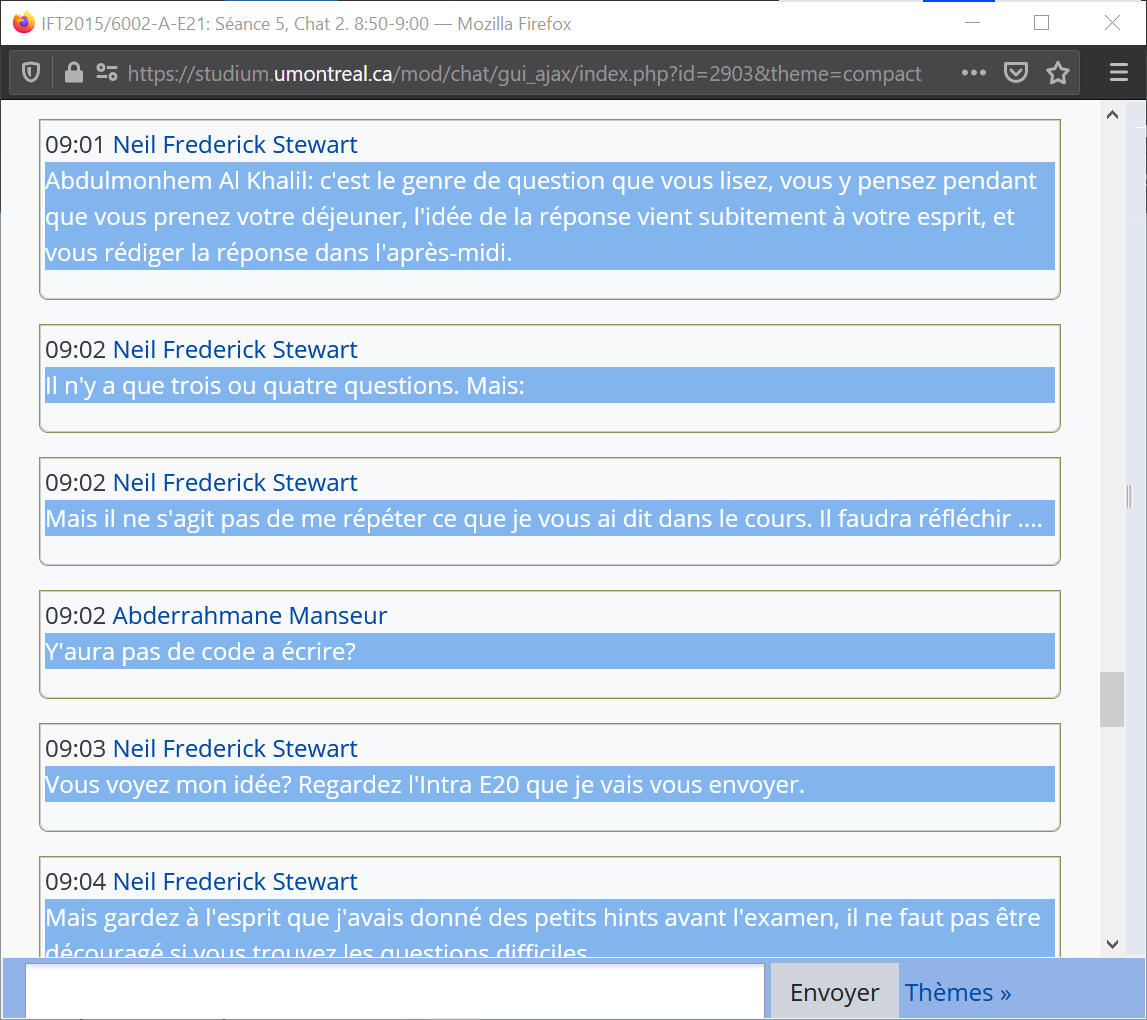 IFT2015/6002-A-E21: Séance 5, Chat 2. 8:50-9:00 — Mozilla Firefox
https://studium.umontreal.ca/mod/chat/gui_ajax/index.php?id=2903&theme=compact
09:01 Neil Frederick Stewart
Abdulmonhem Al Khalil: c'est le genre de question que vous lisez, vous y pensez pendant
que vous prenez votre déjeuner, l'idée de la réponse vient subitement à votre esprit, et
vous rédiger la réponse dans l'après-midi.
09:02 Neil Frederick Stewart
Il n'y a que trois ou quatre questions. Mais:
09:02 Neil Frederick Stewart
Mais il ne s'agit pas de me répéter ce que je vous ai dit dans le cours. Il faudra réfléchir ....
09:02 Abderrahmane Manseur
Y'aura pas de code a écrire?
09:03 Neil Frederick Stewart
Vous voyez mon idée? Regardez l'Intra E20 que je vais vous envoyer.
09:04 Neil Frederick Stewart
Mais gardez à l'esprit que j'avais donné des petits hints avant l'examen, il ne faut pas être
découragé si vous trouvez les questions difficiles
Envoyer Thèmes »